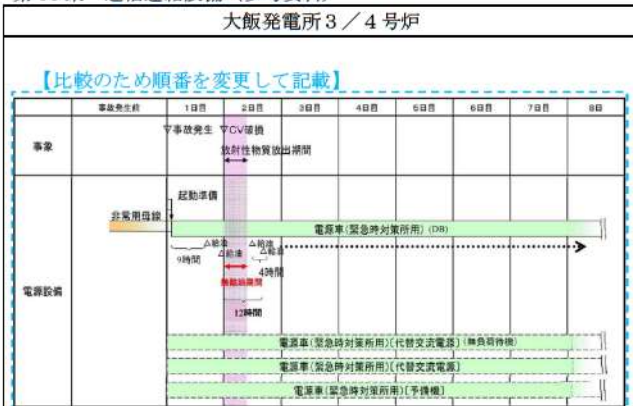 大飯発電所3/4号炉
【比較のため順番を変更して記載】
事故発生前 1日目 2日目 3日目 4日目 5日目 6日目 7日目 8日
事象
▽事故発生 ▽CV破損
放射性物質放出期間
起動準備
非常用母線
電源車(緊急時対策所用)(DB)
△給油 △給油 △給油 △給油
9時間
4時間
12時間
電源設備
電源車(緊急時対策所用)[代替交流電源](無負荷待機)
電源車(緊急時対策所用)[代替交流電源]
電源車(緊急時対策所用)[予備機]